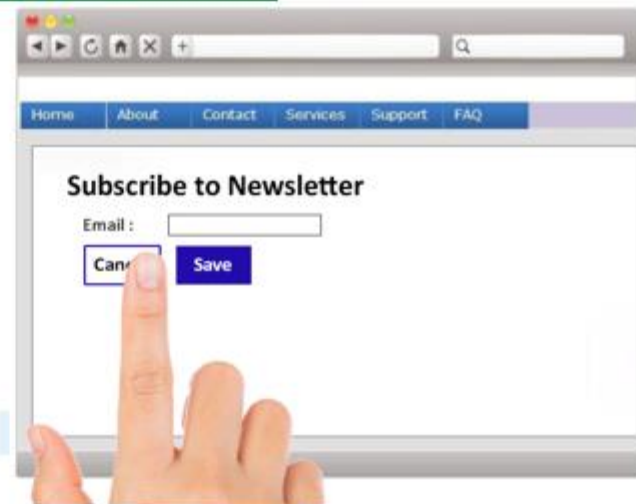 Home About Contact Services Support FAQ
Subscribe to Newsletter
Email :
Save